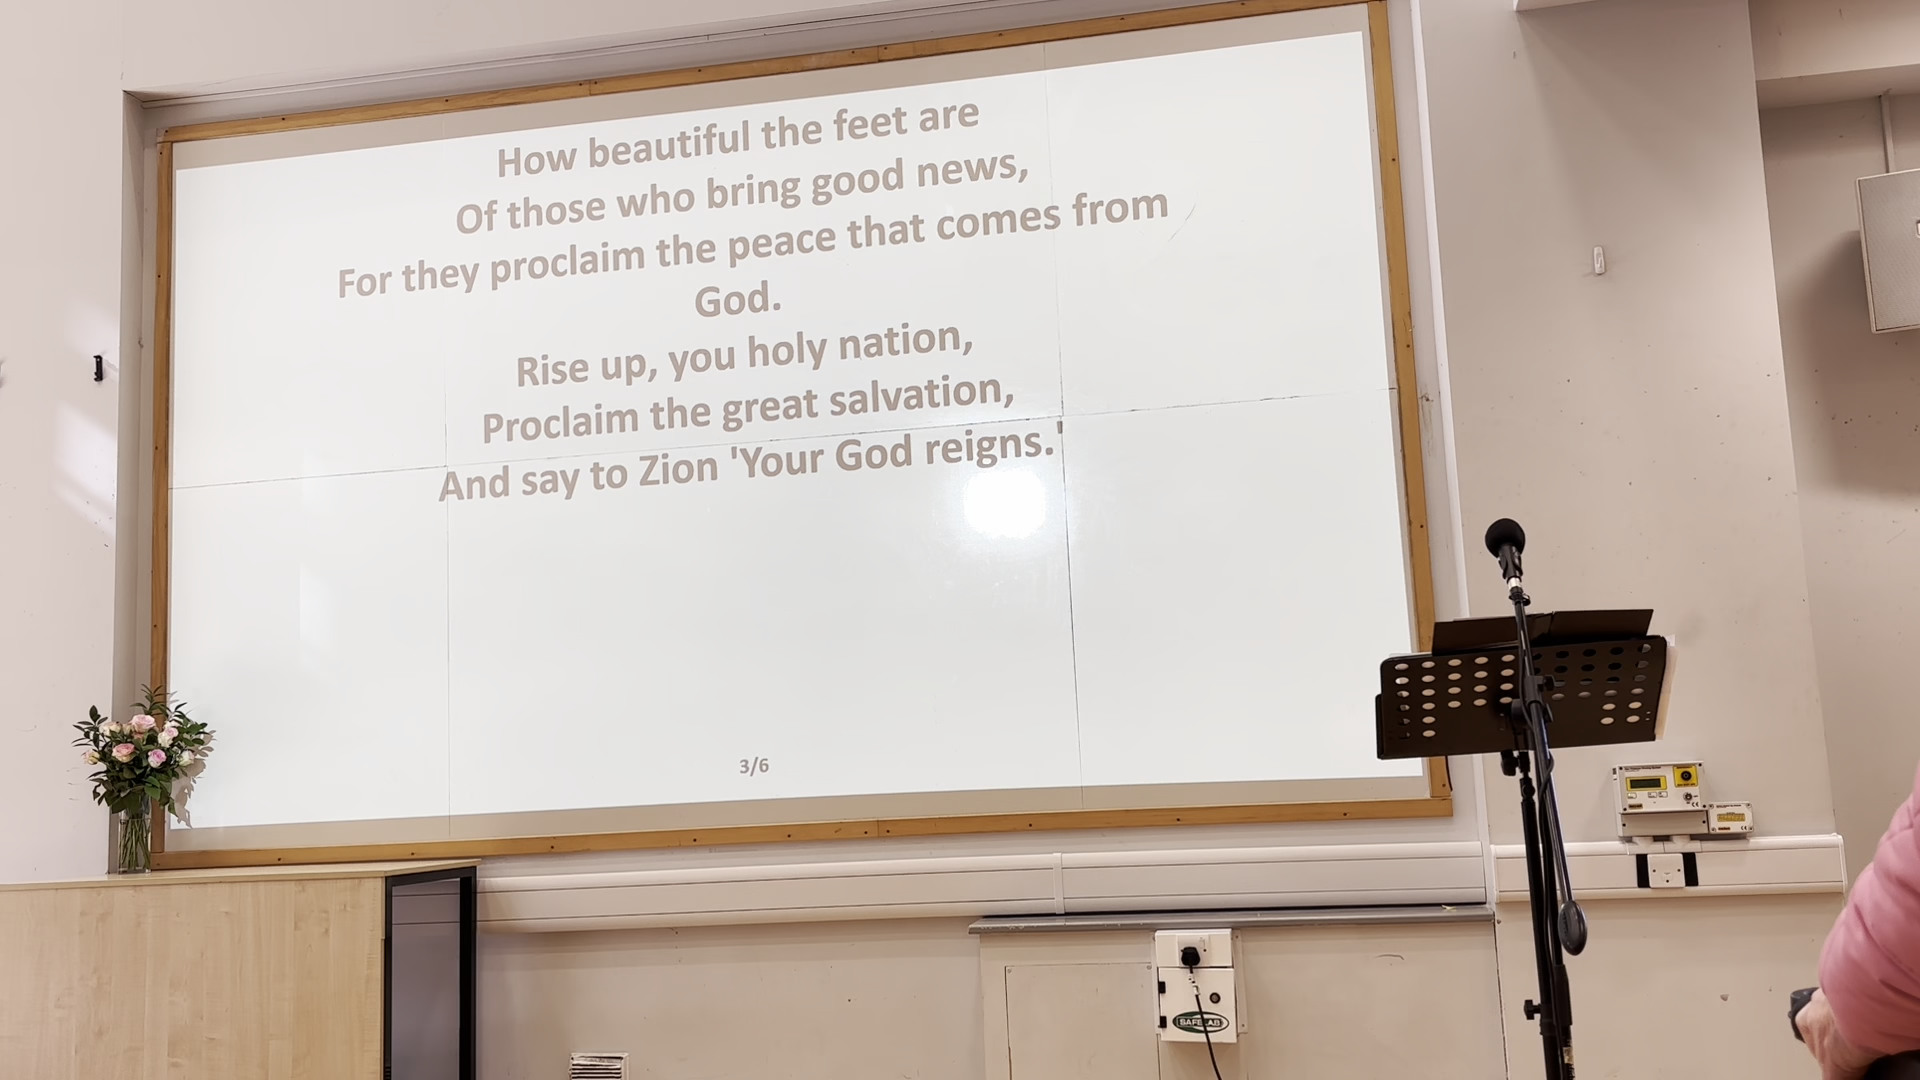 How beautiful the feet are
Of those who bring good news,
For they proclaim the peace that comes from
God.
Rise up, you holy nation,
Proclaim the great salvation,
And say to Zion 'Your God reigns.'
3/6
SAFELAB